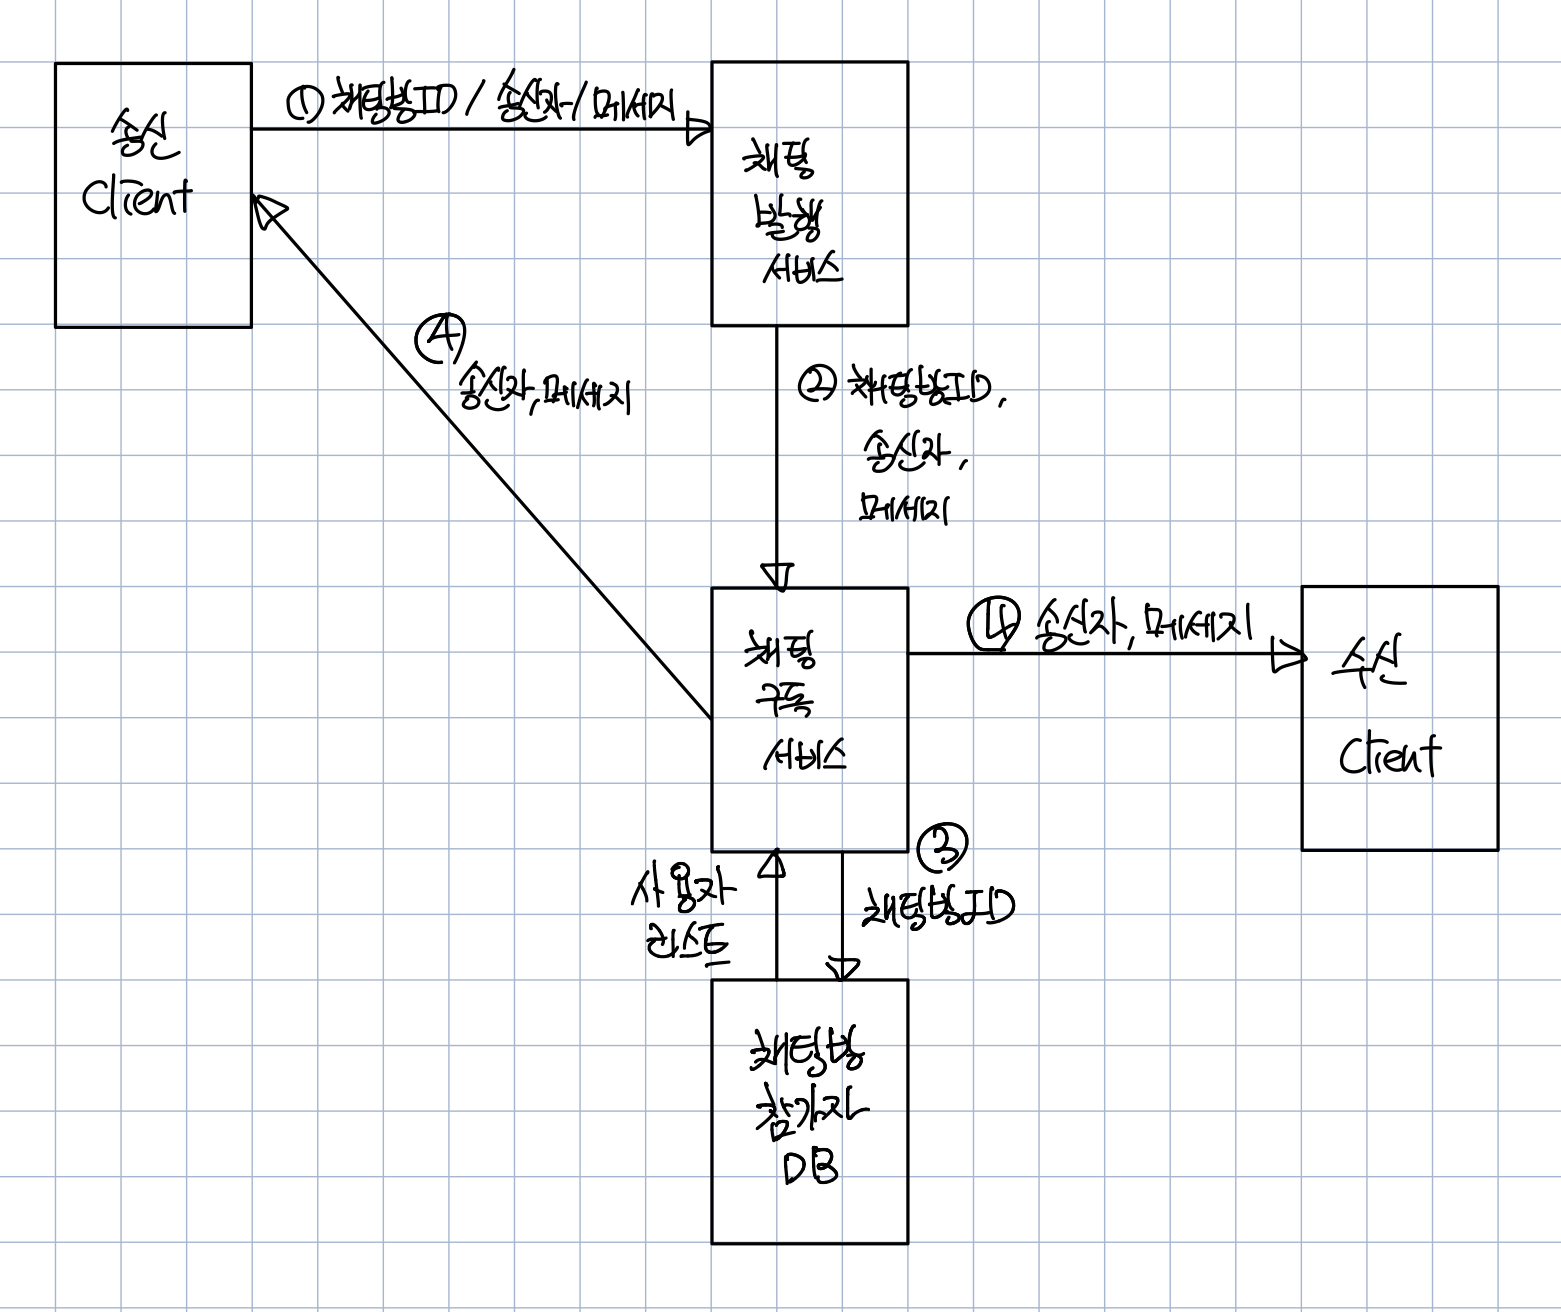 송신
Client
① 채팅방ID / 송신자 / 메세지
채팅
발행
서비스
④
송신자, 메세지
② 채팅방ID,
송신자,
메세지
채팅
구독
서비스
④ 송신자, 메세지
수신
Client
사용자
리스트
③
채팅방ID
채팅방
참가자
DB